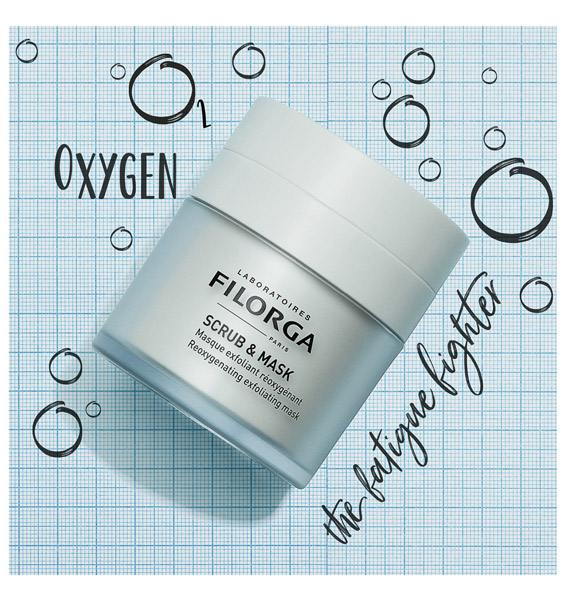 O2
OXYGEN
LABORATOIRES
FILORGA
PARIS
SCRUB & MASK
Masque exfoliant réoxygénant
Reoxygenating exfoliating mask
the fatigue fighter